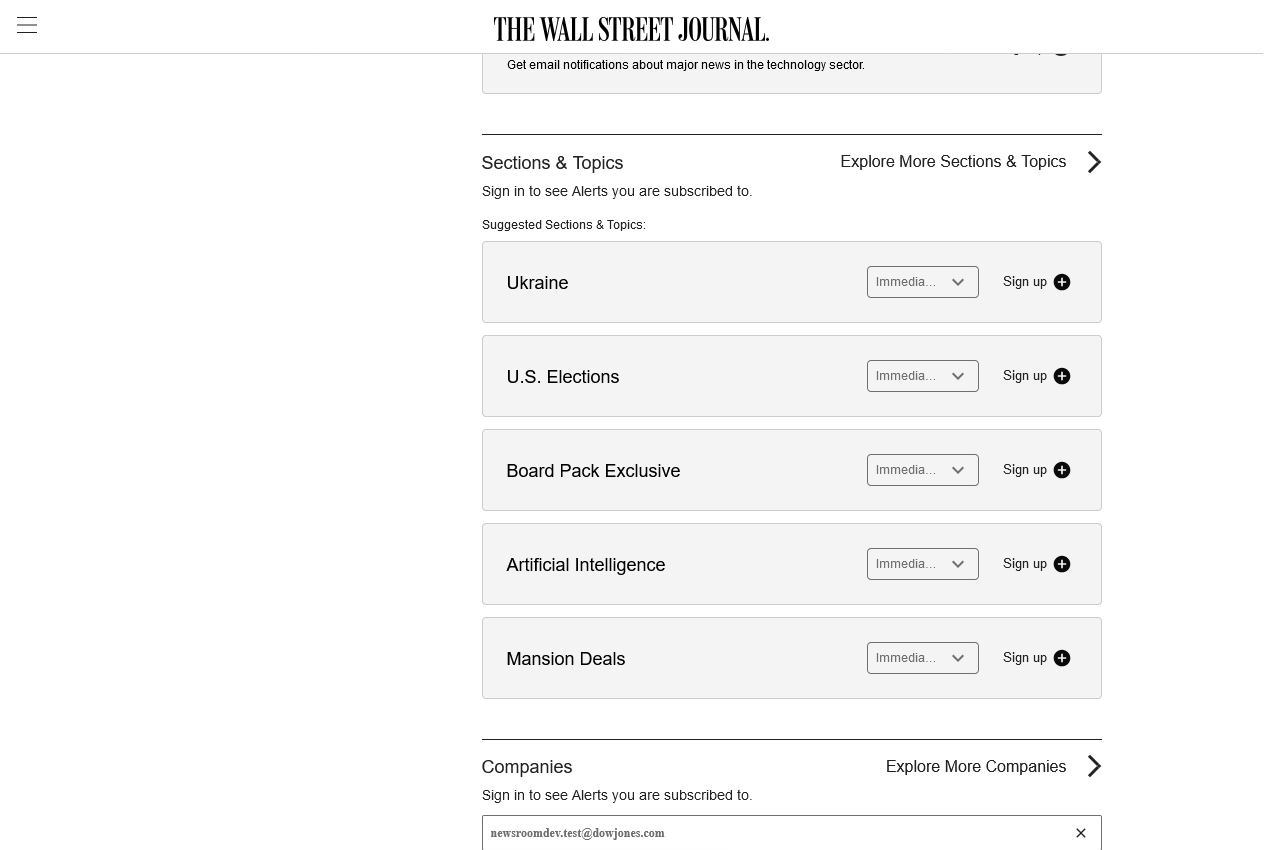 THE WALL STREET JOURNAL.
Get email notifications about major news in the technology sector.
Sections & Topics
Explore More Sections & Topics
Sign in to see Alerts you are subscribed to.
Suggested Sections & Topics:
Ukraine Immedia... Sign up
U.S. Elections Immedia... Sign up
Board Pack Exclusive Immedia... Sign up
Artificial Intelligence Immedia... Sign up
Mansion Deals Immedia... Sign up
Companies
Explore More Companies
Sign in to see Alerts you are subscribed to.
newsroomdev.test@dowjones.com